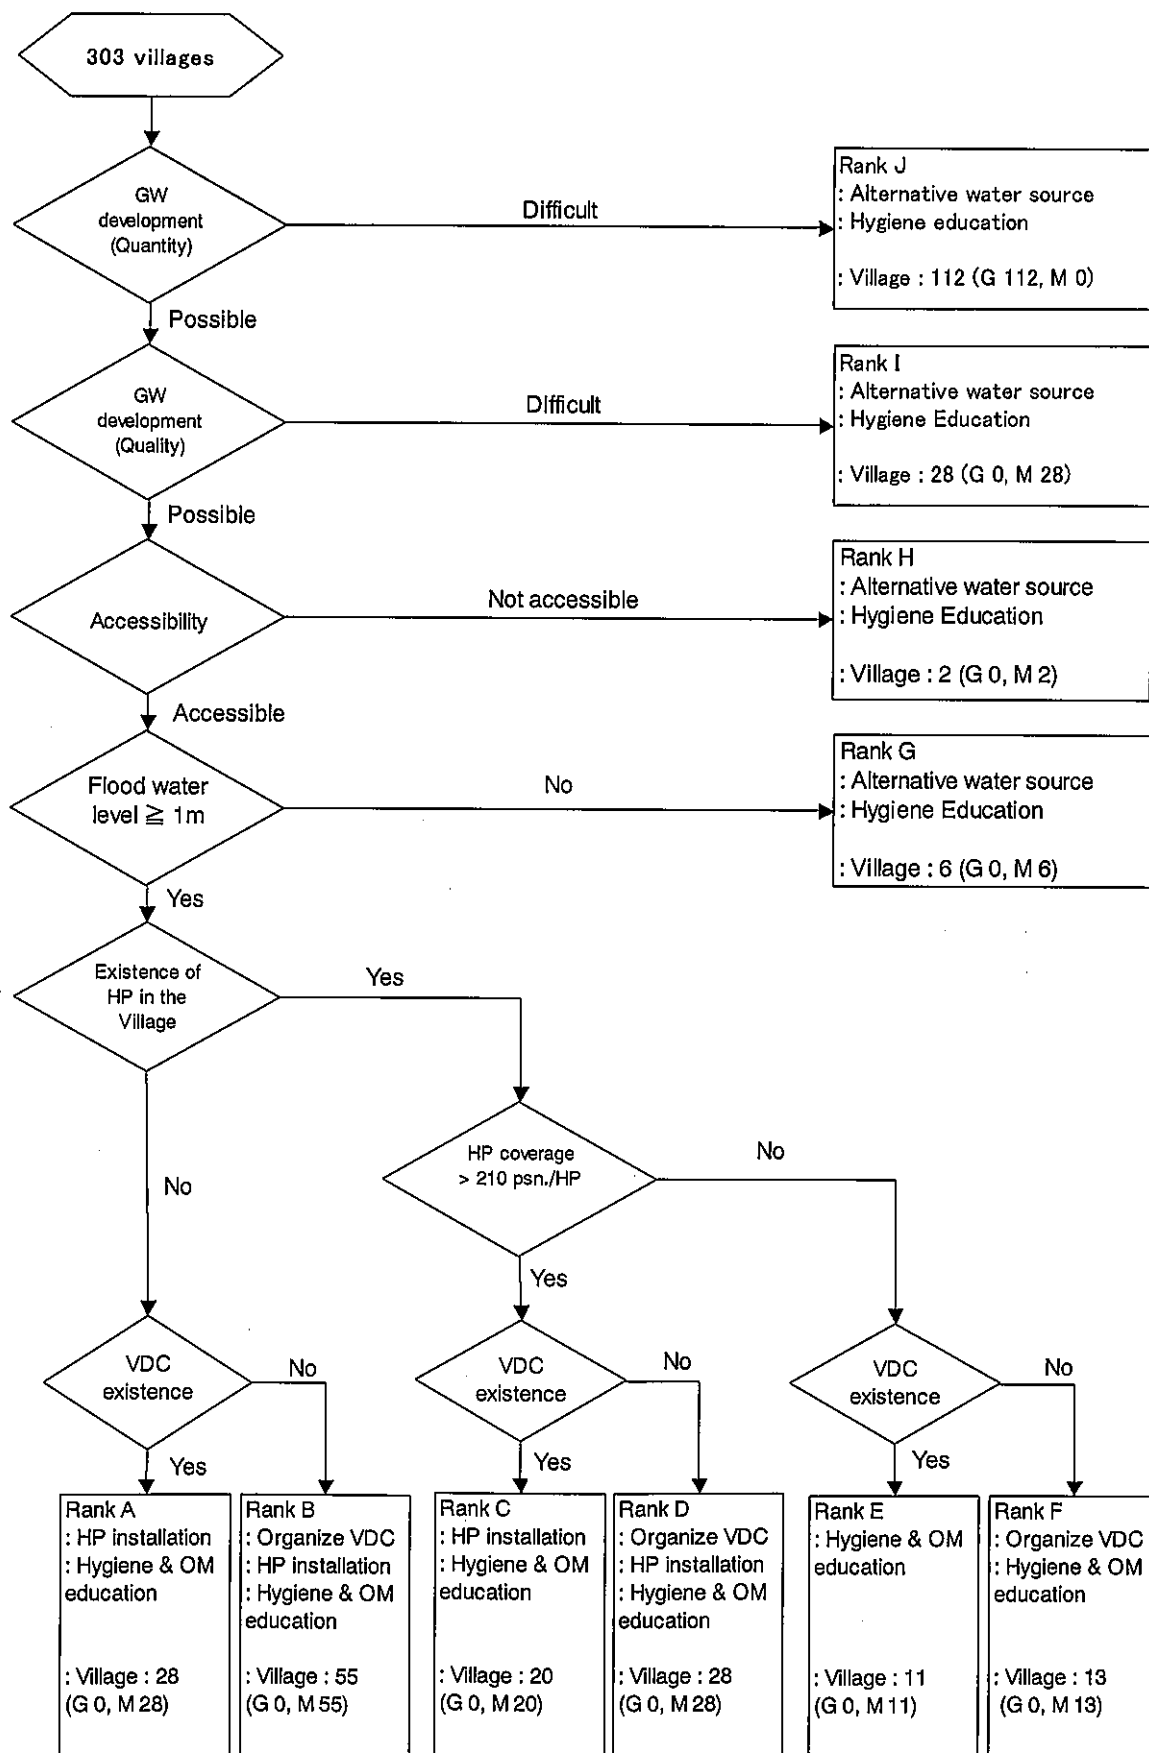 303 villages
GW
development
(Quantity)
Difficult
Rank J
: Alternative water source
: Hygiene education
: Village : 112 (G 112, M 0)
Possible
GW
development
(Quality)
DIfficult
Rank I
: Alternative water source
: Hygiene Education
: Village : 28 (G 0, M 28)
Possible
Accessibility
Not accessible
Rank H
: Alternative water source
: Hygiene Education
: Village : 2 (G 0, M 2)
Accessible
Flood water
level ≧ 1m
No
Rank G
: Alternative water source
: Hygiene Education
: Village : 6 (G 0, M 6)
Yes
Existence of
HP in the
Village
Yes
No
HP coverage
> 210 psn./HP
No
Yes
VDC
existence
No
Yes
VDC
existence
No
Yes
VDC
existence
No
Yes
Rank A
: HP installation
: Hygiene & OM
education
: Village : 28
(G 0, M 28)
Rank B
: Organize VDC
: HP installation
: Hygiene & OM
education
: Village : 55
(G 0, M 55)
Rank C
: HP installation
: Hygiene & OM
education
: Village : 20
(G 0, M 20)
Rank D
: Organize VDC
: HP installation
: Hygiene & OM
education
: Village : 28
(G 0, M 28)
Rank E
: Hygiene & OM
education
: Village : 11
(G 0, M 11)
Rank F
: Organize VDC
: Hygiene & OM
education
: Village : 13
(G 0, M 13)